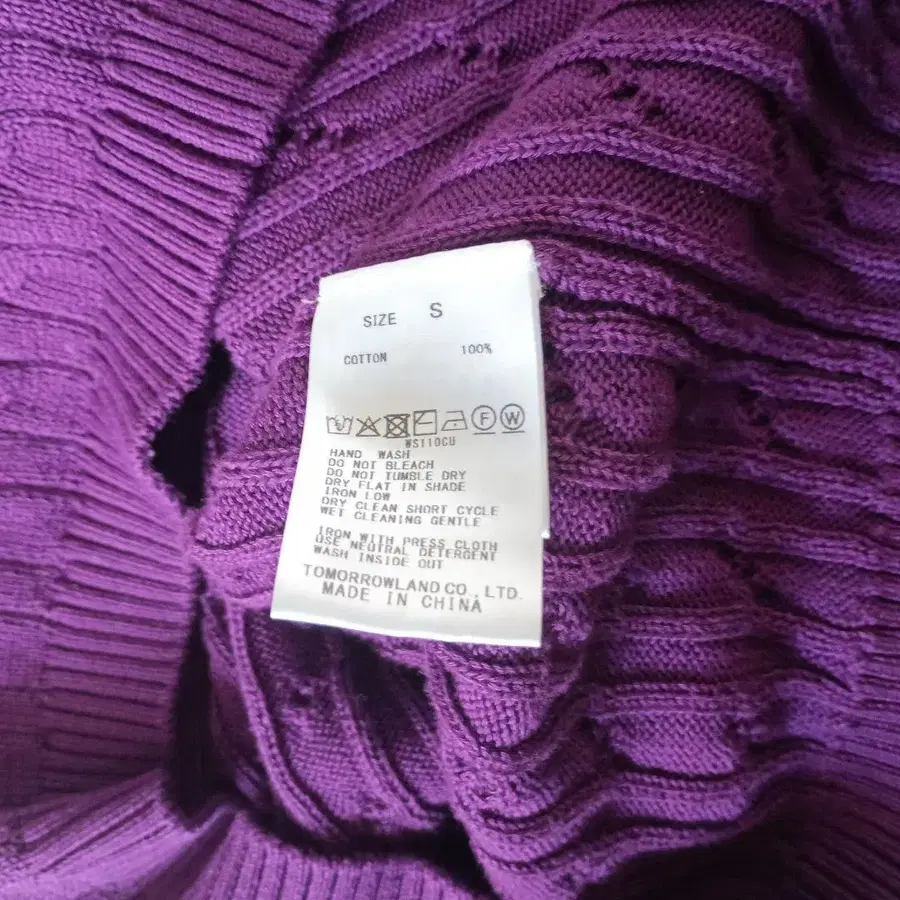 SIZE S
COTTON 100%
F W
WS110CU
HAND WASH
DO NOT BLEACH
DO NOT TUMBLE DRY
DRY FLAT IN SHADE
IRON LOW
DRY CLEAN SHORT CYCLE
WET CLEANING GENTLE
IRON WITH PRESS CLOTH
USE NEUTRAL DETERGENT
WASH INSIDE OUT
TOMORROWLAND CO., LTD.
MADE IN CHINA